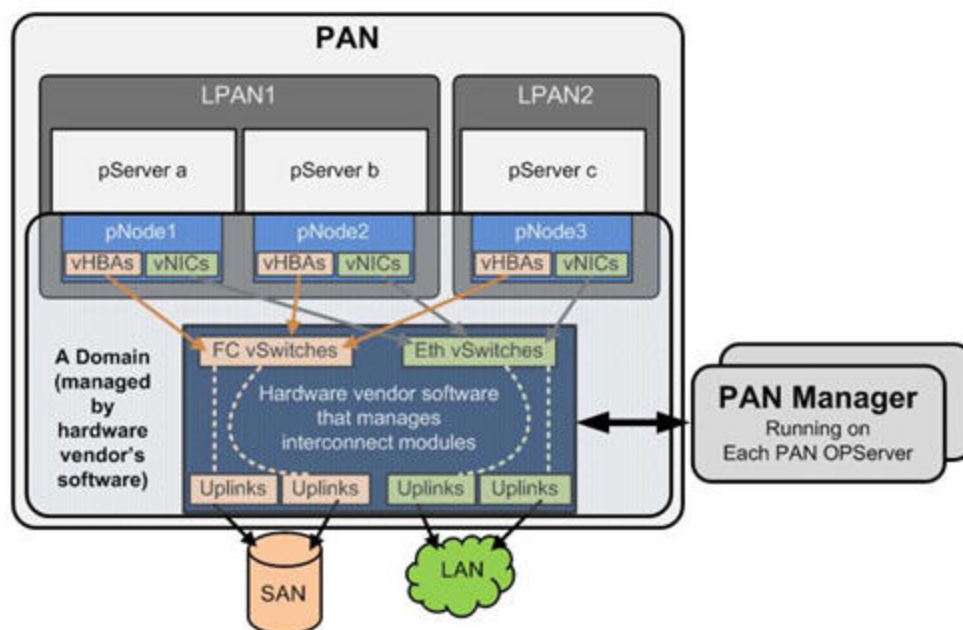 PAN
LPAN1
LPAN2
pServer a
pServer b
pServer c
pNode1
pNode2
pNode3
vHBAs
vNICs
vHBAs
vNICs
vHBAs
vNICs
FC vSwitches
Eth vSwitches
A Domain
(managed
by
hardware
vendor's
software)
Hardware vendor software
that manages
interconnect modules
Uplinks
Uplinks
Uplinks
Uplinks
PAN Manager
Running on
Each PAN OPServer
SAN
LAN